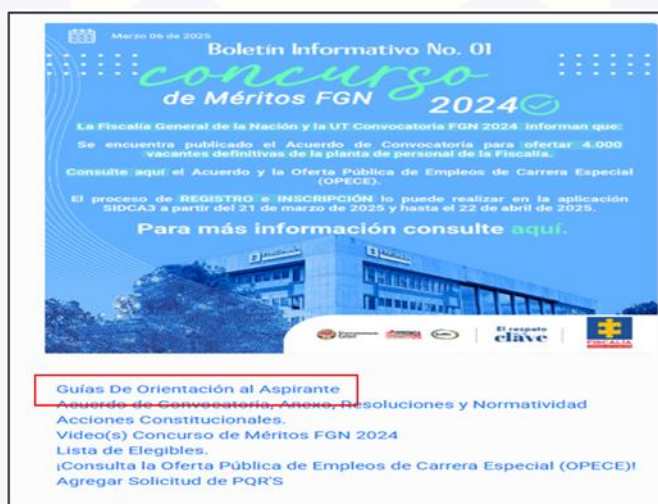 Marzo 06 de 2025
Boletín Informativo No. 01
concurso
de Méritos FGN 2024
La Fiscalía General de la Nación y la UT Convocatoria FGN 2024 informan que:
Se encuentra publicado el Acuerdo de Convocatoria para ofertar 4.000
vacantes definitivas de la planta de personal de la Fiscalía.
Consulte aquí el Acuerdo y la Oferta Pública de Empleos de Carrera Especial
(OPECE).
El proceso de REGISTRO e INSCRIPCIÓN lo puede realizar en la aplicación
SIDCA3 a partir del 21 de marzo de 2025 y hasta el 22 de abril de 2025.
Para más información consulte aquí.
El respeto
clave
FISCALÍA
Guías De Orientación al Aspirante
Acuerdo de Convocatoria, Anexo, Resoluciones y Normatividad
Acciones Constitucionales.
Video(s) Concurso de Méritos FGN 2024
Lista de Elegibles.
¡Consulta la Oferta Pública de Empleos de Carrera Especial (OPECE)!
Agregar Solicitud de PQR'S